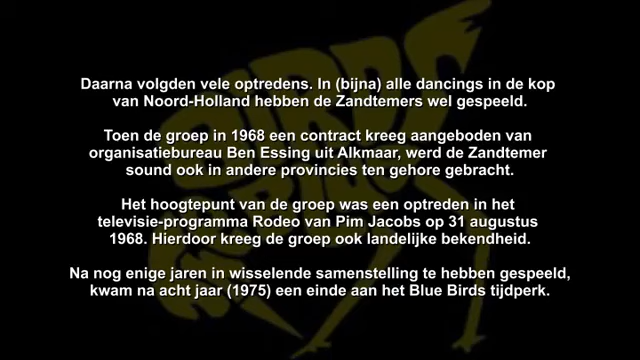 Daarna volgden vele optredens. In (bijna) alle dancings in de kop
van Noord-Holland hebben de Zandtemers wel gespeeld.
Toen de groep in 1968 een contract kreeg aangeboden van
organisatiebureau Ben Essing uit Alkmaar, werd de Zandtemer
sound ook in andere provincies ten gehore gebracht.
Het hoogtepunt van de groep was een optreden in het
televisie-programma Rodeo van Pim Jacobs op 31 augustus
1968. Hierdoor kreeg de groep ook landelijke bekendheid.
Na nog enige jaren in wisselende samenstelling te hebben gespeeld,
kwam na acht jaar (1975) een einde aan het Blue Birds tijdperk.